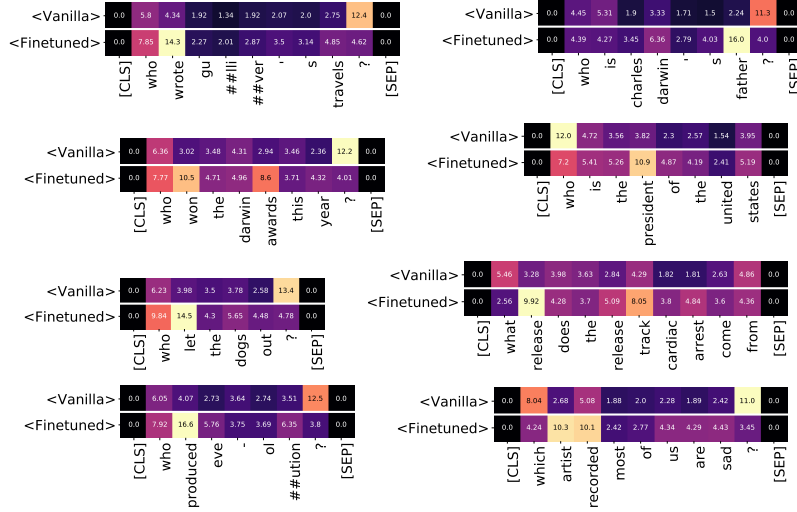 <Vanilla> 0.0 5.8 4.34 1.92 1.34 1.92 2.07 2.0 2.75 12.4 0.0
<Finetuned> 0.0 7.85 14.3 2.27 2.01 2.87 3.5 3.14 4.85 4.62 0.0
[CLS] who wrote gu ##lli ##ver ' s travels ? [SEP]
<Vanilla> 0.0 4.45 5.31 1.9 3.33 1.71 1.5 2.24 11.3 0.0
<Finetuned> 0.0 4.39 4.27 3.45 6.36 2.79 4.03 16.0 4.0 0.0
[CLS] who is charles darwin ' s father ? [SEP]
<Vanilla> 0.0 6.36 3.02 3.48 4.31 2.94 3.46 2.36 12.2 0.0
<Finetuned> 0.0 7.77 10.5 4.71 4.96 8.6 3.71 4.32 4.01 0.0
[CLS] who won the darwin awards this year ? [SEP]
<Vanilla> 0.0 12.0 4.72 3.56 3.82 2.3 2.57 1.54 3.95 0.0
<Finetuned> 0.0 7.2 5.41 5.26 10.9 4.87 4.19 2.41 5.19 0.0
[CLS] who is the president of the united states [SEP]
<Vanilla> 0.0 6.23 3.98 3.5 3.78 2.58 13.4 0.0
<Finetuned> 0.0 9.84 14.5 4.3 5.65 4.48 4.78 0.0
[CLS] who let the dogs out ? [SEP]
<Vanilla> 0.0 5.46 3.28 3.98 3.63 2.84 4.29 1.82 1.81 2.63 4.86 0.0
<Finetuned> 0.0 2.56 9.92 4.28 3.7 5.09 8.05 3.8 4.84 3.6 4.36 0.0
[CLS] what release does the release track cardiac arrest come from [SEP]
<Vanilla> 0.0 6.05 4.07 2.73 3.64 2.74 3.51 12.5 0.0
<Finetuned> 0.0 7.92 16.6 5.76 3.75 3.69 6.35 3.8 0.0
[CLS] who produced eve - ol ##ution ? [SEP]
<Vanilla> 0.0 8.04 2.68 5.08 1.88 2.0 2.28 1.89 2.42 11.0 0.0
<Finetuned> 0.0 4.24 10.3 10.1 2.42 2.77 4.34 4.29 4.43 3.45 0.0
[CLS] which artist recorded most of us are sad ? [SEP]